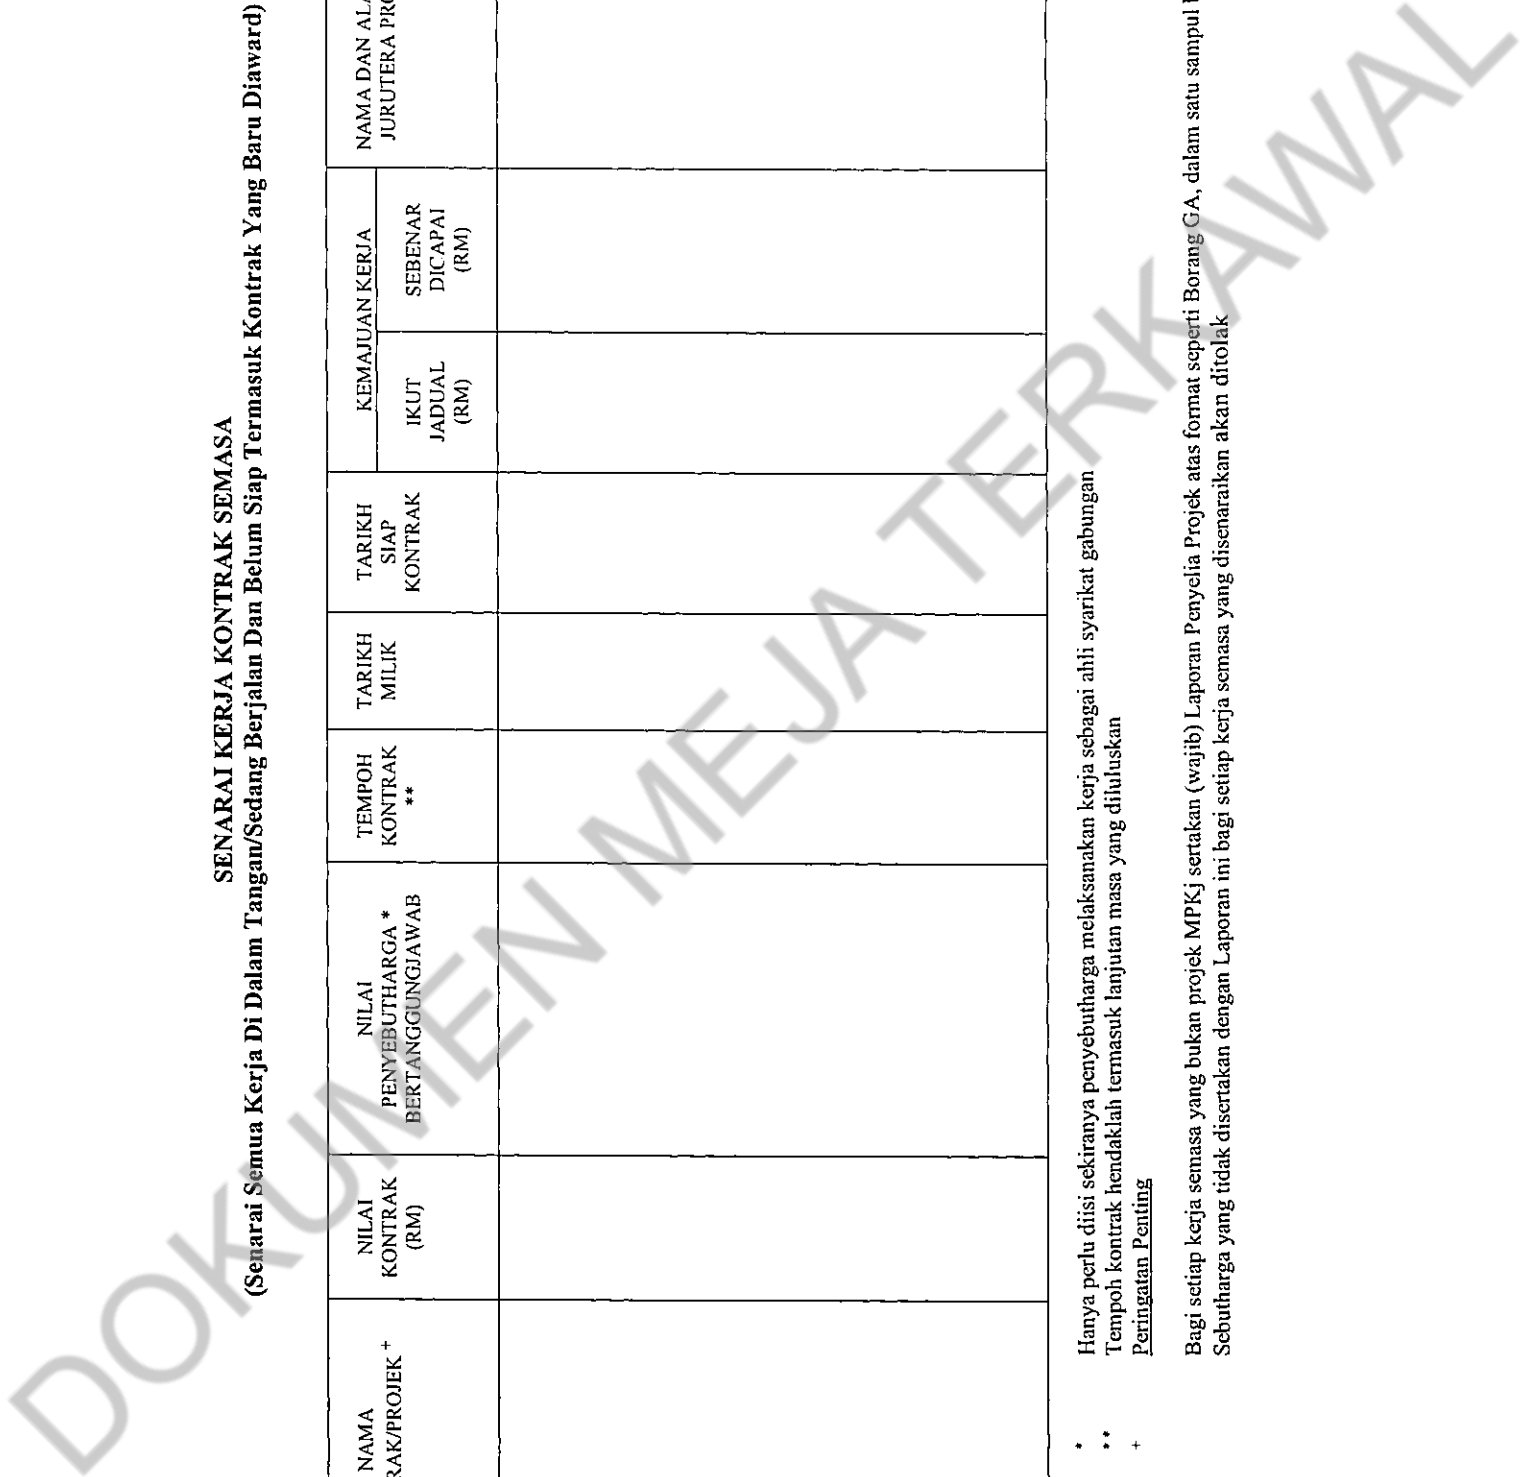 SENARAI KERJA KONTRAK SEMASA
(Senarai Semua Kerja Di Dalam Tangan/Sedang Berjalan Dan Belum Siap Termasuk Kontrak Yang Baru Diaward)
NAMA
RAK/PROJEK +
NILAI
KONTRAK
(RM)
NILAI
PENYEBUTHARGA *
BERTANGGUNGJAWAB
TEMPOH
KONTRAK
**
TARIKH
MILIK
TARIKH
SIAP
KONTRAK
KEMAJUAN KERJA
IKUT
JADUAL
(RM)
SEBENAR
DICAPAI
(RM)
NAMA DAN ALA
JURUTERA PRO
* Hanya perlu diisi sekiranya penyebutharga melaksanakan kerja sebagai ahli syarikat gabungan
** Tempoh kontrak hendaklah termasuk lanjutan masa yang diluluskan
+ Peringatan Penting
Bagi setiap kerja semasa yang bukan projek MPKj sertakan (wajib) Laporan Penyelia Projek atas format seperti Borang GA, dalam satu sampul
Sebutharga yang tidak disertakan dengan Laporan ini bagi setiap kerja semasa yang disenaraikan akan ditolak
DOKUMEN MEJA TERKAWAL